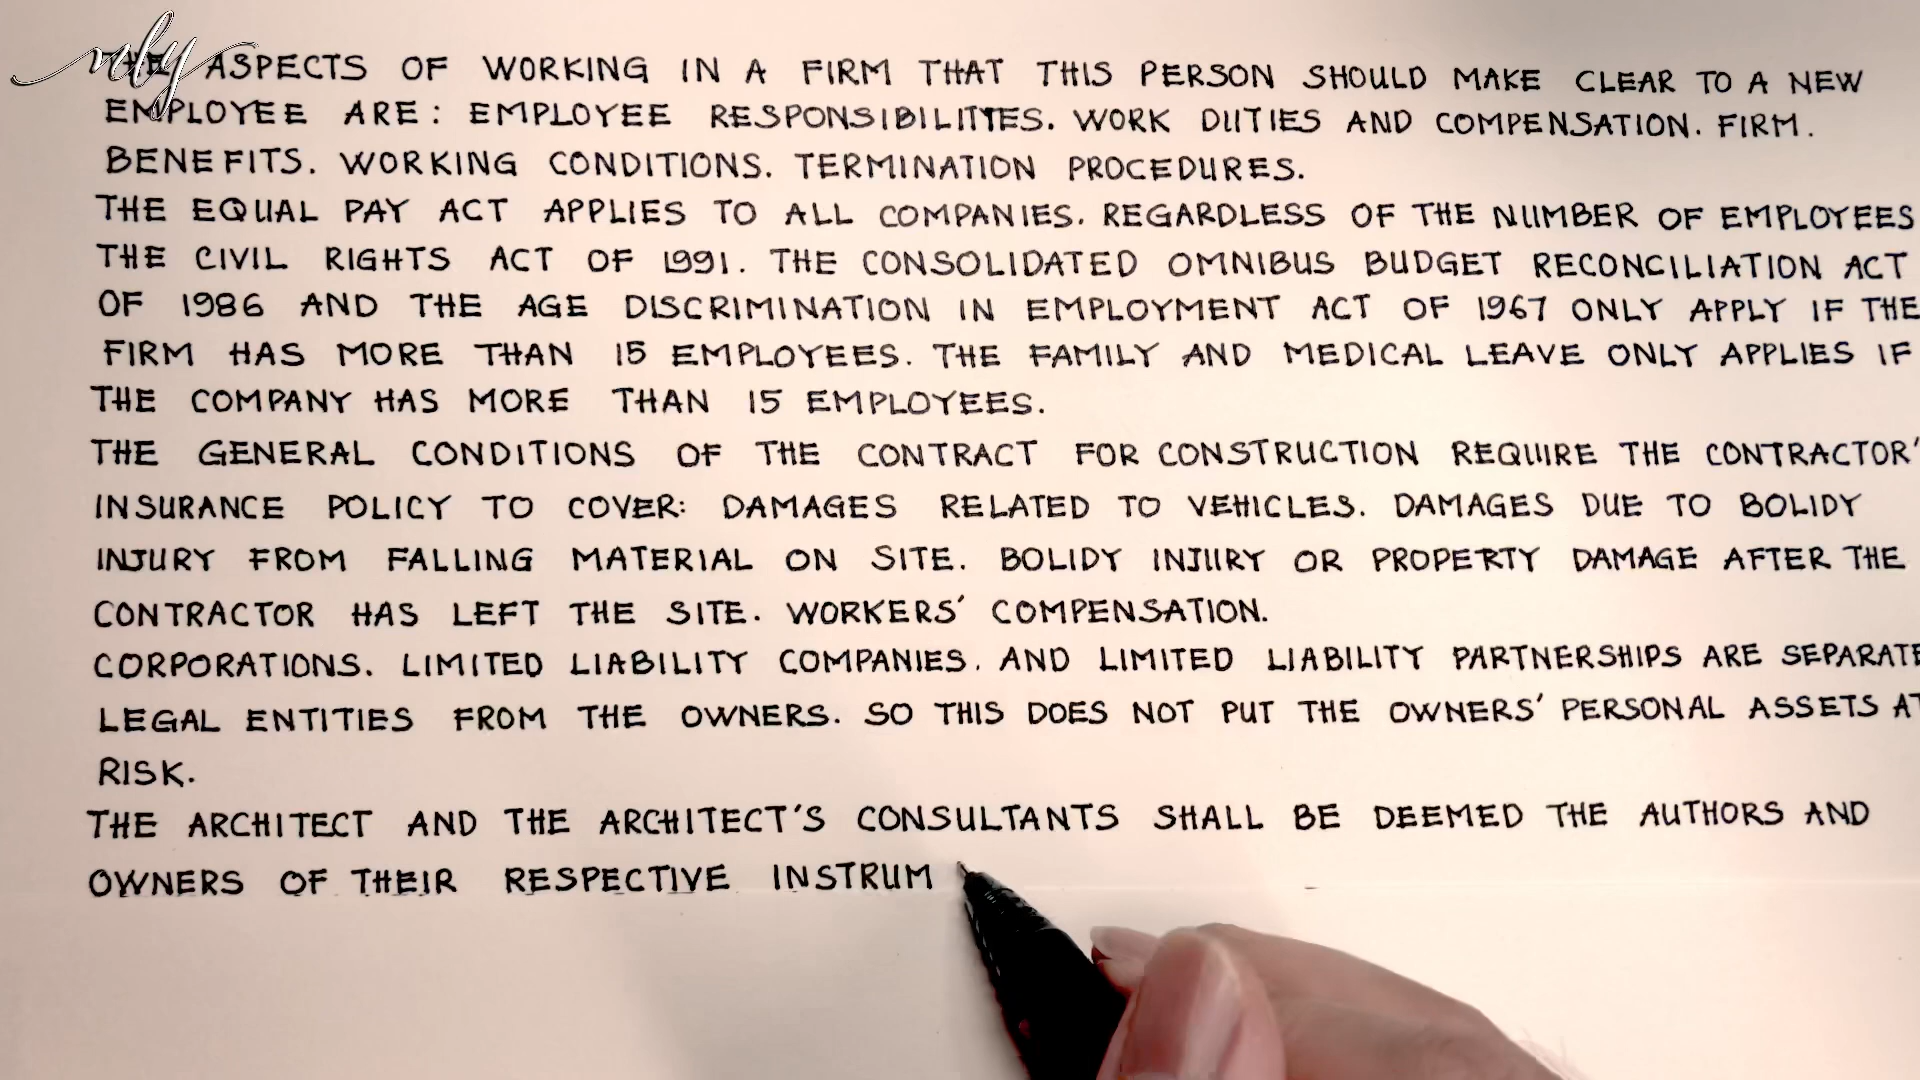 vdy
THE ASPECTS OF WORKING IN A FIRM THAT THIS PERSON SHOULD MAKE CLEAR TO A NEW
EMPLOYEE ARE: EMPLOYEE RESPONSIBILITIES. WORK DUTIES AND COMPENSATION. FIRM.
BENEFITS. WORKING CONDITIONS. TERMINATION PROCEDURES.
THE EQUAL PAY ACT APPLIES TO ALL COMPANIES. REGARDLESS OF THE NUMBER OF EMPLOYEES
THE CIVIL RIGHTS ACT OF 1991. THE CONSOLIDATED OMNIBUS BUDGET RECONCILIATION ACT
OF 1986 AND THE AGE DISCRIMINATION IN EMPLOYMENT ACT OF 1967 ONLY APPLY IF THE
FIRM HAS MORE THAN 15 EMPLOYEES. THE FAMILY AND MEDICAL LEAVE ONLY APPLIES IF
THE COMPANY HAS MORE THAN 15 EMPLOYEES.
THE GENERAL CONDITIONS OF THE CONTRACT FOR CONSTRUCTION REQUIRE THE CONTRACTOR'
INSURANCE POLICY TO COVER: DAMAGES RELATED TO VEHICLES. DAMAGES DUE TO BOLIDY
INJURY FROM FALLING MATERIAL ON SITE. BOLIDY INJURY OR PROPERTY DAMAGE AFTER THE
CONTRACTOR HAS LEFT THE SITE. WORKERS' COMPENSATION.
CORPORATIONS. LIMITED LIABILITY COMPANIES. AND LIMITED LIABILITY PARTNERSHIPS ARE SEPARATE
LEGAL ENTITIES FROM THE OWNERS. SO THIS DOES NOT PUT THE OWNERS' PERSONAL ASSETS AT
RISK.
THE ARCHITECT AND THE ARCHITECT'S CONSULTANTS SHALL BE DEEMED THE AUTHORS AND
OWNERS OF THEIR RESPECTIVE INSTRUM